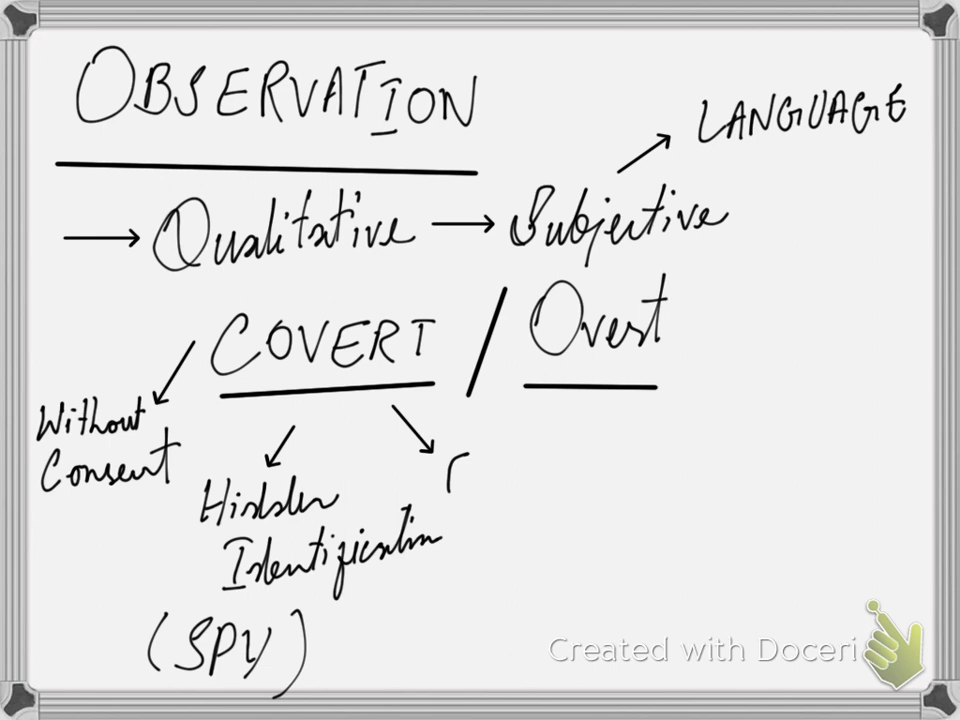 OBSERVATION
→ Qualitative → Subjective → LANGUAGE
COVERT / Overt
Without
Consent
Hidden
Identification
(SPY)
Created with Doceri